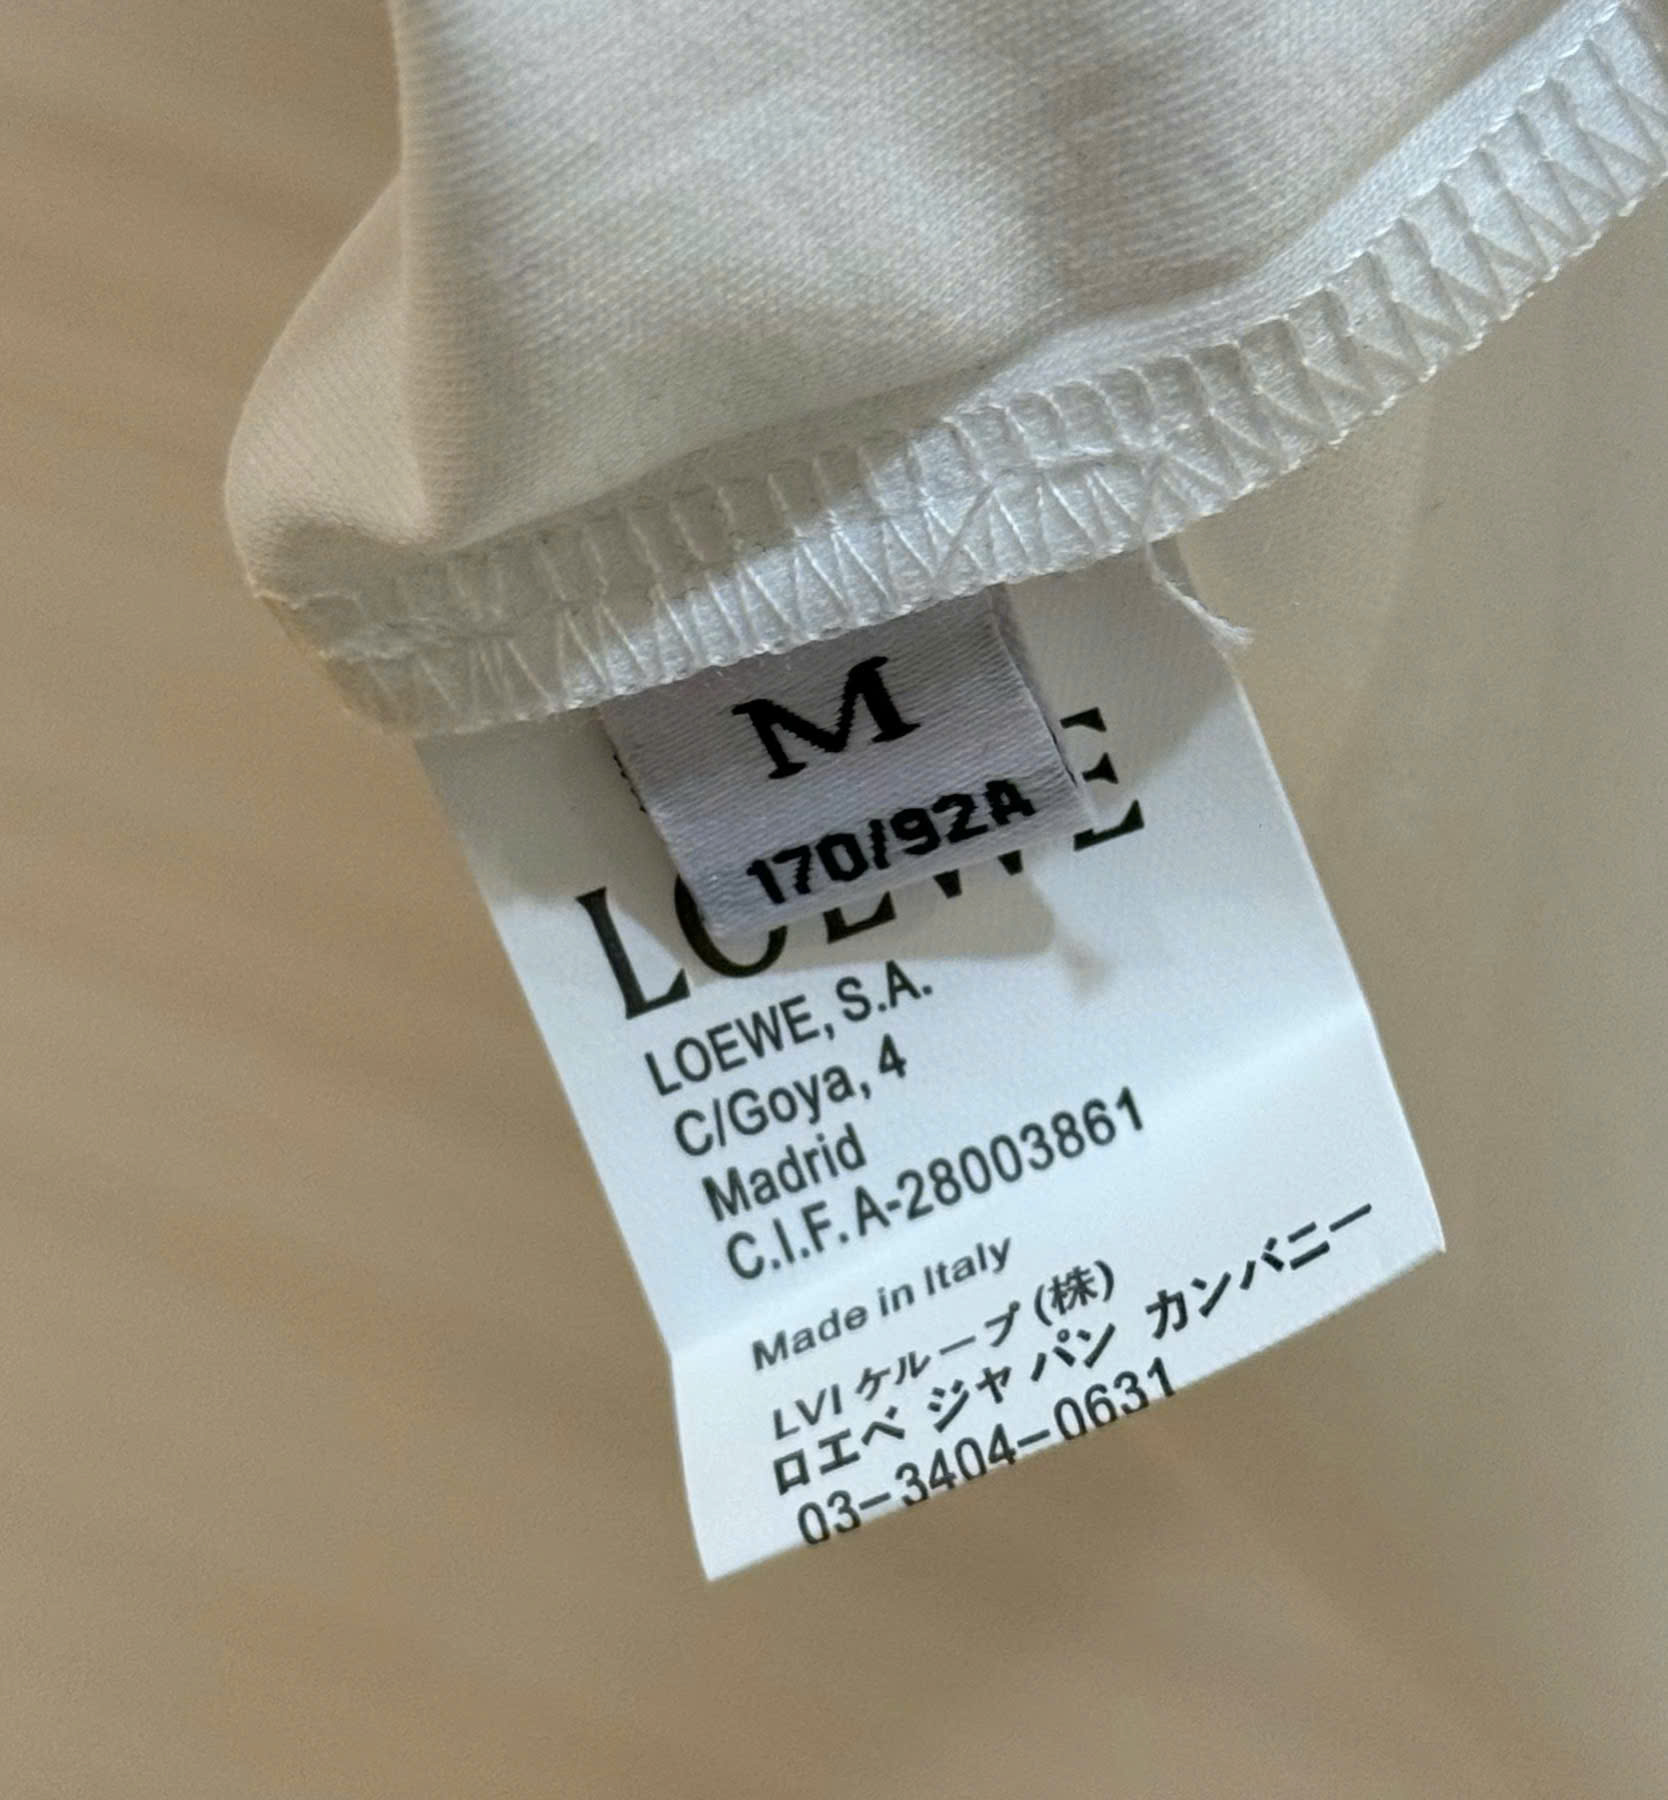 M
170/92A
LOEWE
LOEWE, S.A.
C/Goya, 4
Madrid
C.I.F. A-28003861
Made in Italy
LVI ケループ (株)
ロエベ ジャパン カンバニー
03-3404-0631